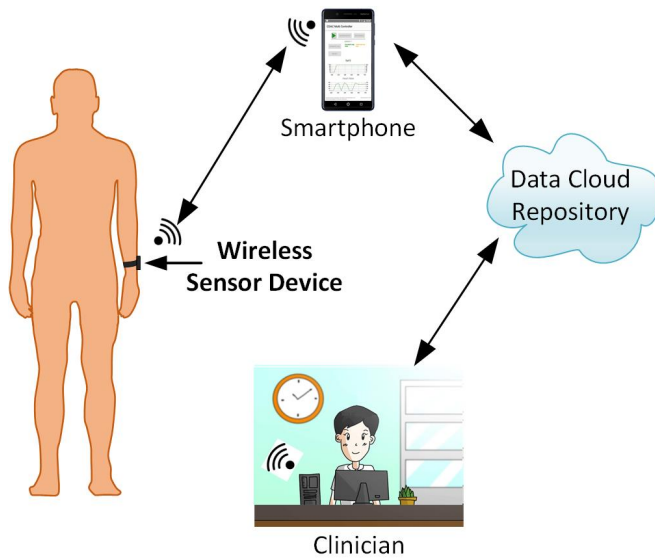 Smartphone
Data Cloud
Repository
Wireless
Sensor Device
Clinician